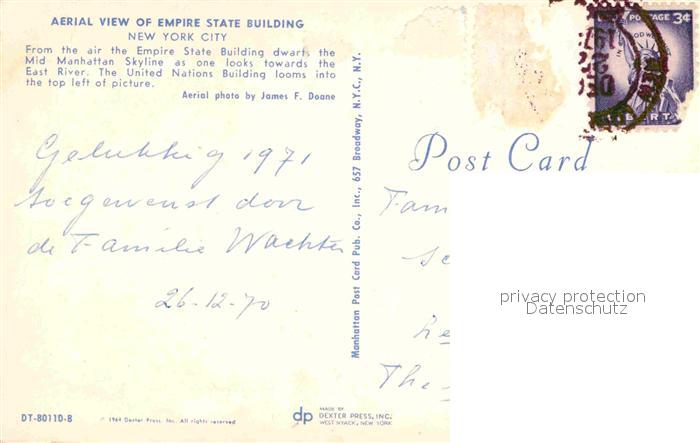 AERIAL VIEW OF EMPIRE STATE BUILDING
NEW YORK CITY
From the air the Empire State Building dwarfs the
Mid Manhattan Skyline as one looks towards the
East River. The United Nations Building looms into
the top left of picture.
Aerial photo by James F. Doane
Gelukkig 1971
toegewenst door
de Familie Wachter
26-12-70
DT-80110-B
© 1964 Dexter Press, Inc. All rights reserved
Manhattan Post Card Pub. Co., Inc., 657 Broadway, N.Y.C., N.Y.
dp
MADE BY
DEXTER PRESS, INC.
WEST NYACK, NEW YORK
POSTAGE 3¢
LIBERTY
Post Card
Fam
Sc
The
privacy protection
Datenschutz